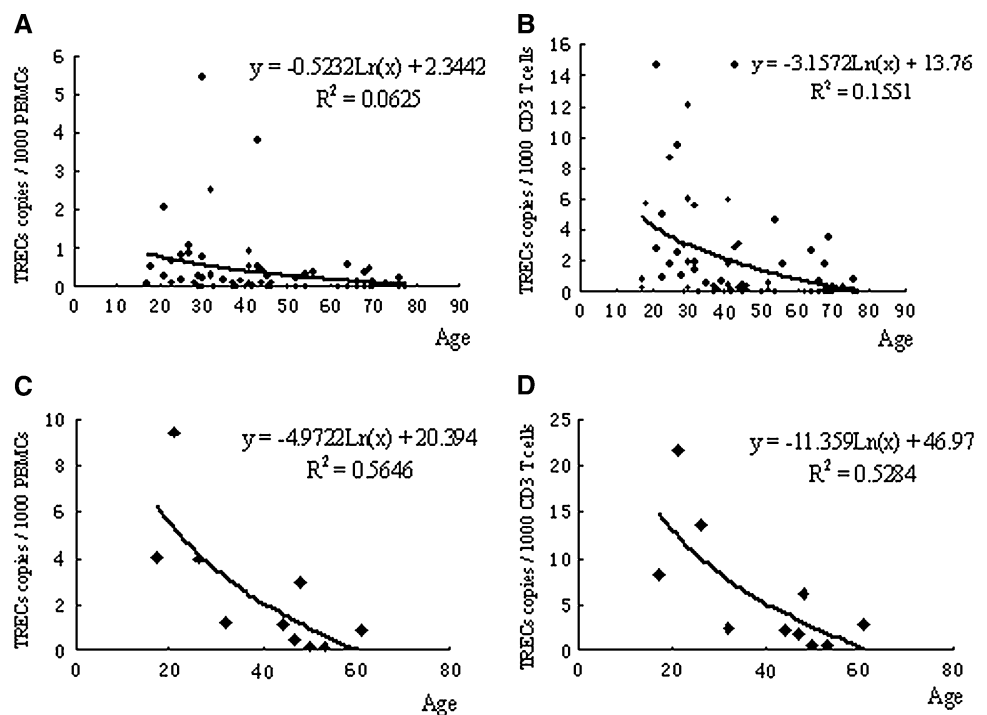 A
TRECs copies / 1000 PBMCs
6
5
4
3
2
1
0
0 10 20 30 40 50 60 70 80 90
Age
y = -0.5232Ln(x) + 2.3442
R² = 0.0625
B
TRECs copies / 1000 CD3 T cells
16
14
12
10
8
6
4
2
0
0 10 20 30 40 50 60 70 80 90
Age
y = -3.1572Ln(x) + 13.76
R² = 0.1551
C
TRECs copies / 1000 PBMCs
10
8
6
4
2
0
0 20 40 60 80
Age
y = -4.9722Ln(x) + 20.394
R² = 0.5646
D
TRECs copies / 1000 CD3 T cells
25
20
15
10
5
0
0 20 40 60 80
Age
y = -11.359Ln(x) + 46.97
R² = 0.5284